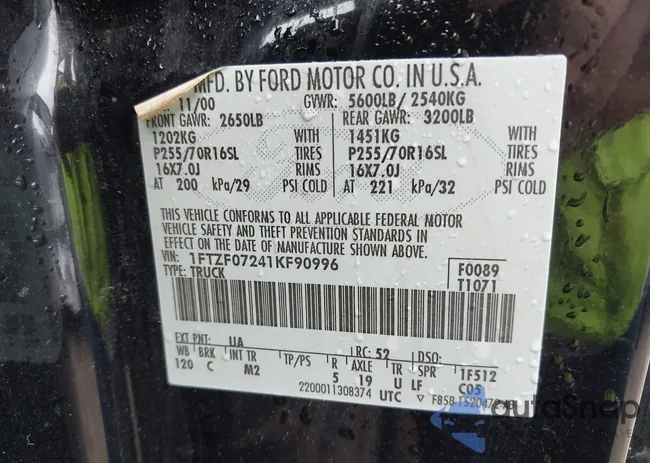 MFD. BY FORD MOTOR CO. IN U.S.A.
11/00 GVWR: 5600LB/ 2540KG
FRONT GAWR: 2650LB REAR GAWR: 3200LB
1202KG WITH 1451KG WITH
P255/70R16SL TIRES P255/70R16SL TIRES
16X7.0J RIMS 16X7.0J RIMS
AT 200 kPa/29 PSI COLD AT 221 kPa/32 PSI COLD
THIS VEHICLE CONFORMS TO ALL APPLICABLE FEDERAL MOTOR
VEHICLE SAFETY AND THEFT PREVENTION STANDARDS IN
EFFECT ON THE DATE OF MANUFACTURE SHOWN ABOVE.
VIN: 1FTZF07241KF90996 F0089
TYPE: TRUCK T1071
EXT PNT: UA RC: 52 DSO:
WB BRK INT TR TP/PS R AXLE TR SPR 1F512
120 C M2 5 19 U LF C05
2200011308374 UTC
autoSnap